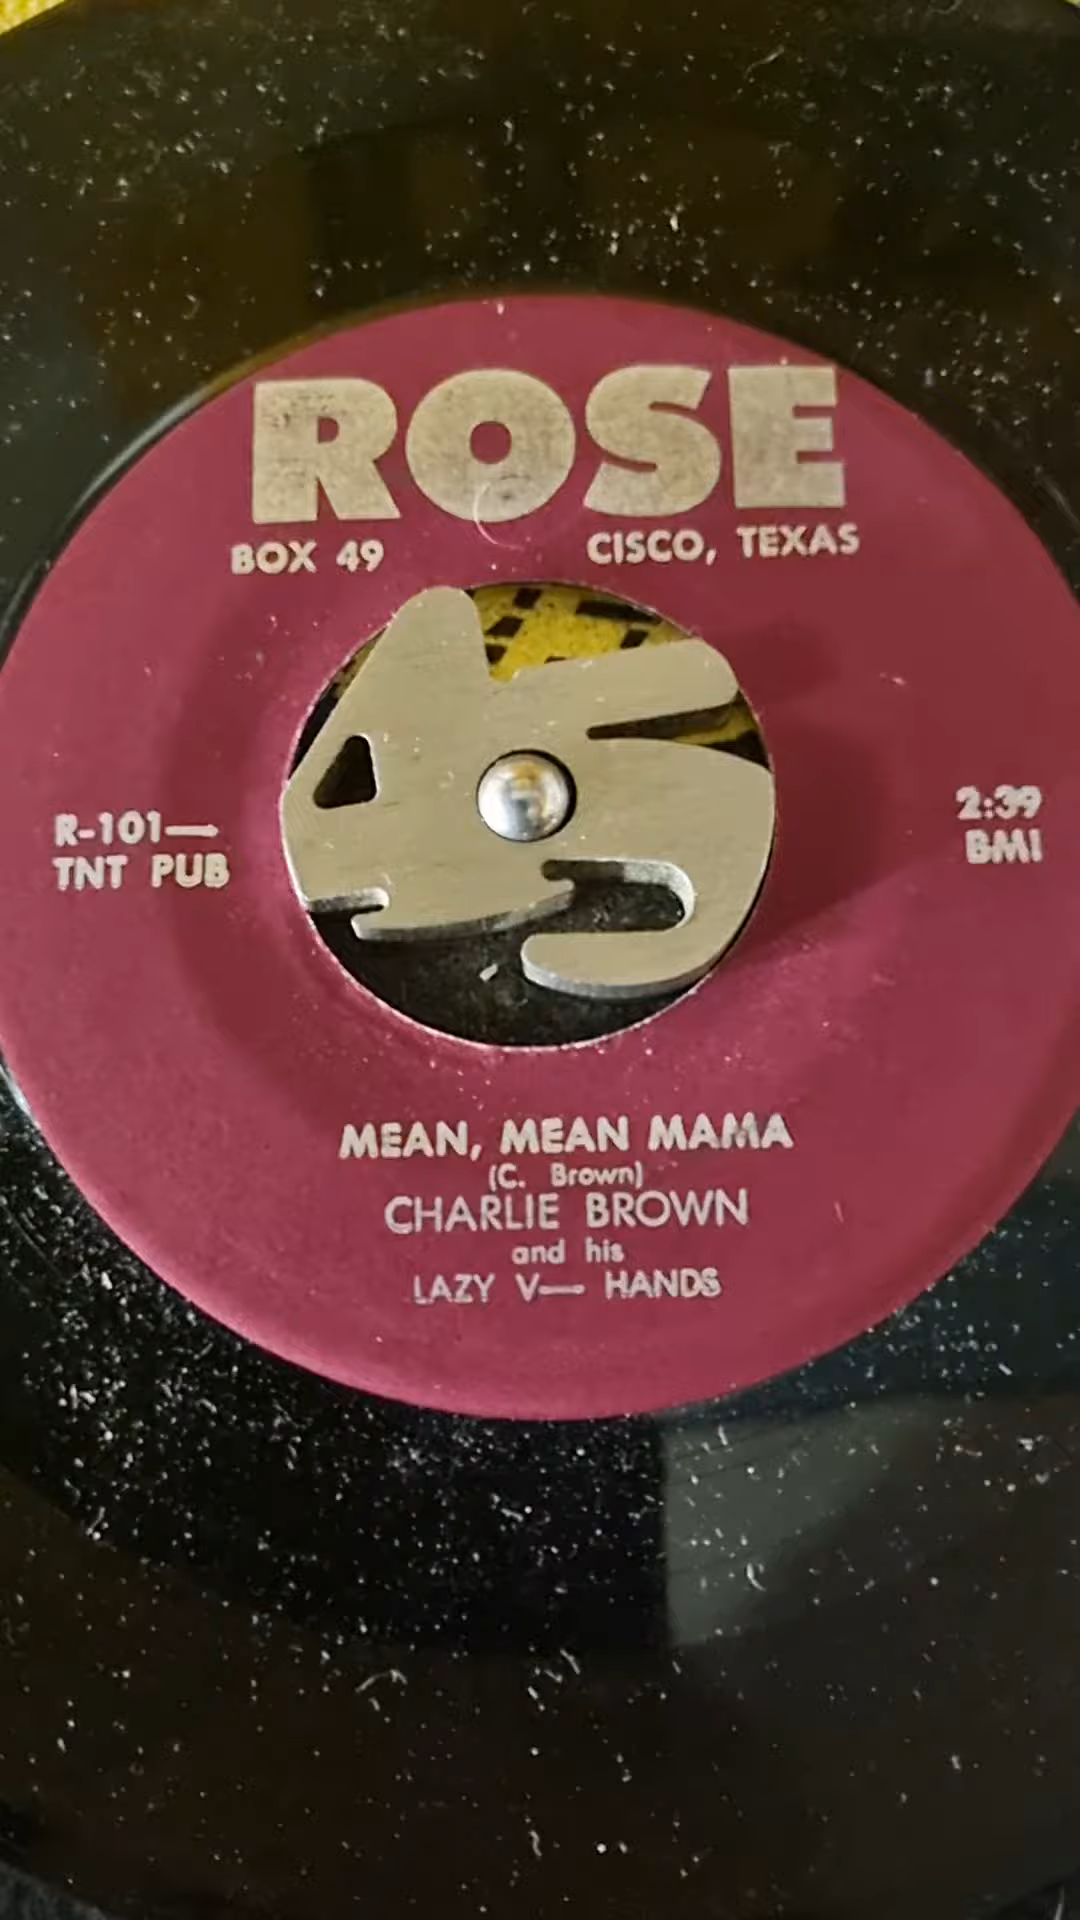 ROSE
BOX 49 CISCO, TEXAS
45
R-101—
TNT PUB
2:39
BMI
MEAN, MEAN MAMA
(C. Brown)
CHARLIE BROWN
and his
LAZY V— HANDS